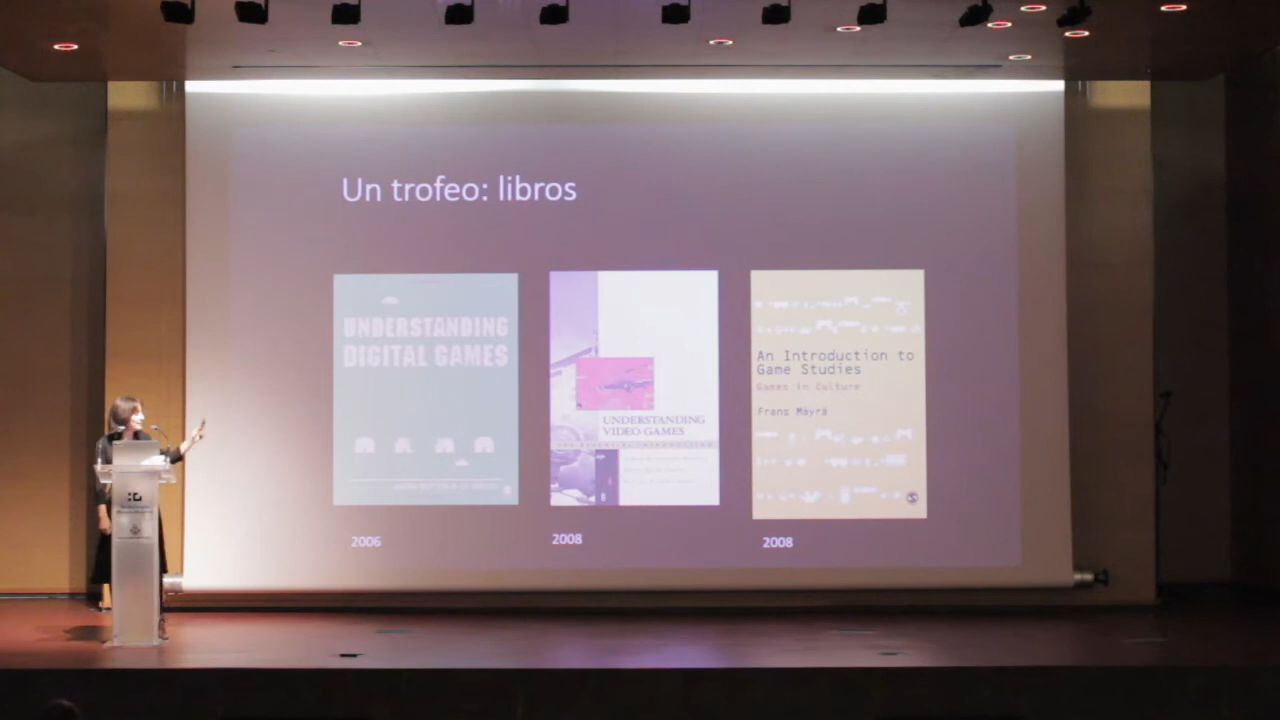 Un trofeo: libros
UNDERSTANDING
DIGITAL GAMES
UNDERSTANDING
VIDEO GAMES
An Introduction to
Game Studies
Games in Culture
Frans Mäyrä
2006
2008
2008